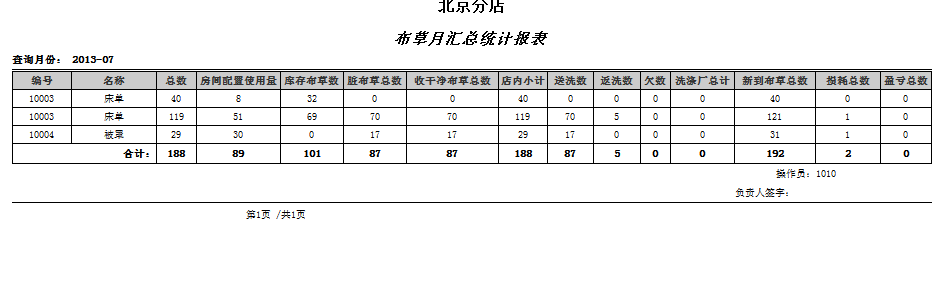 北京分店
布草月汇总统计报表
查询月份: 2013-07
编号 名称 总数 房间配置使用量 库存布草数 脏布草总数 收干净布草总数 店内小计 送洗数 返洗数 欠数 洗涤厂总计 新到布草总数 损耗总数 盈亏总数
10003 床单 40 8 32 0 0 40 0 0 0 0 40 0 0
10003 床单 119 51 69 70 70 119 70 5 0 0 121 1 0
10004 被罩 29 30 0 17 17 29 17 0 0 0 31 1 0
合计: 188 89 101 87 87 188 87 5 0 0 192 2 0
操作员: 1010
负责人签字:
第1页 /共1页